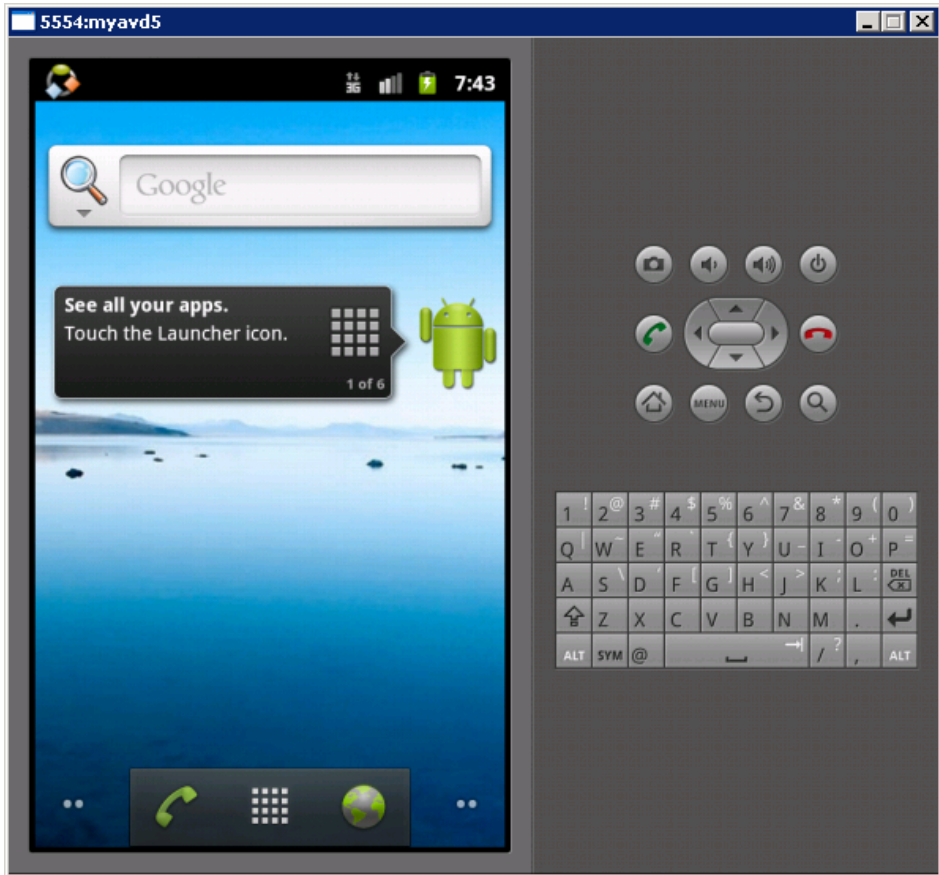 5554:myavd5
3G 7:43
Google
See all your apps.
Touch the Launcher icon.
1 of 6
MENU
1 ! 2 @ 3 # 4 $ 5 % 6 ^ 7 & 8 * 9 ( 0 )
Q | W ~ E " R ` T { Y } U _ I - O + P =
A S \ D ' F [ G ] H < J > K ; L : DEL
Z X C V B N M .
ALT SYM @ / ? , ALT